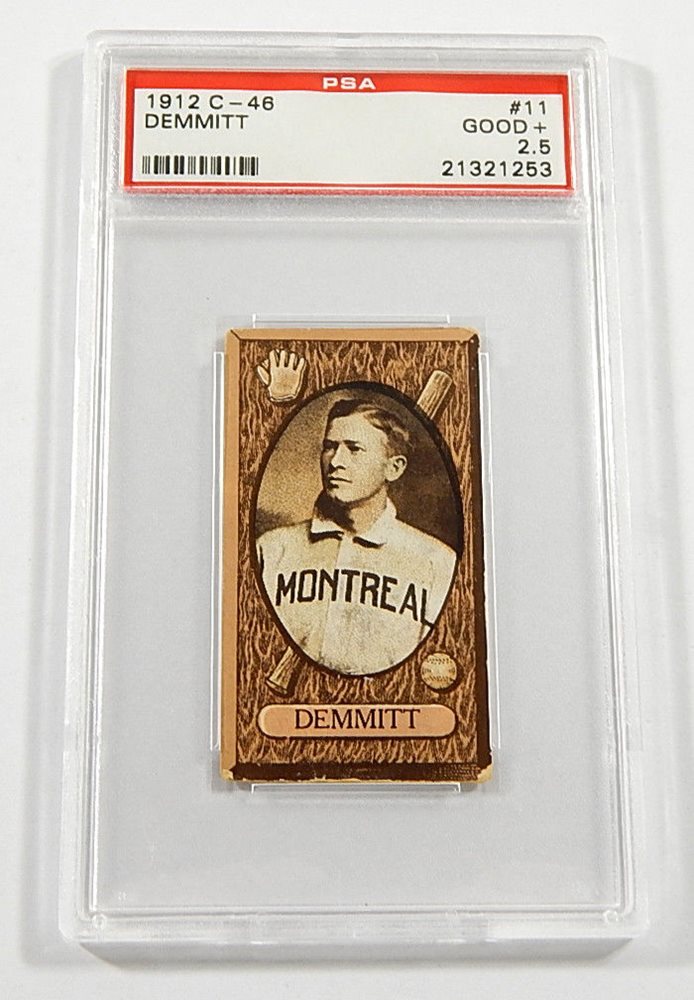 PSA
1912 C-46 #11
DEMMITT GOOD +
2.5
21321253
MONTREAL
DEMMITT